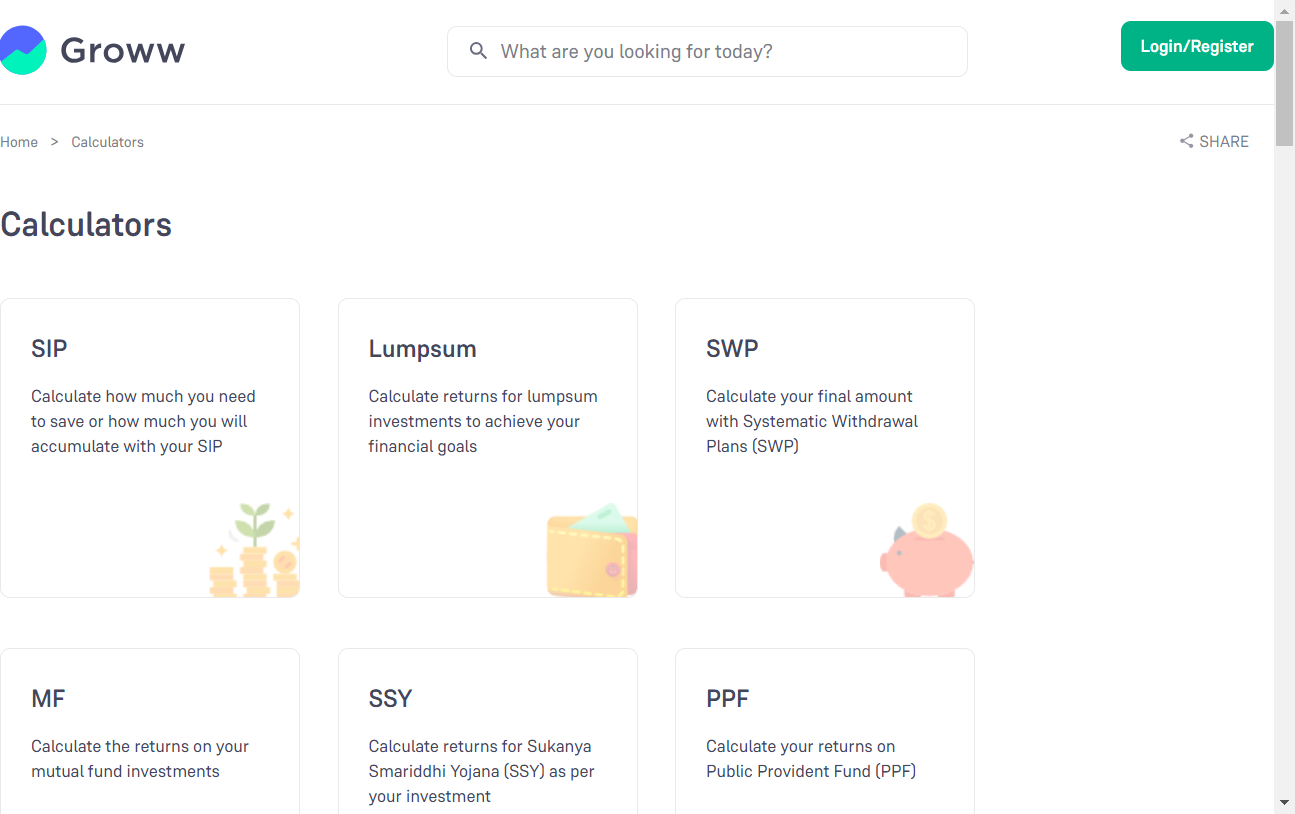 Groww
What are you looking for today?
Login/Register
Home > Calculators
SHARE
Calculators
SIP
Calculate how much you need
to save or how much you will
accumulate with your SIP
Lumpsum
Calculate returns for lumpsum
investments to achieve your
financial goals
SWP
Calculate your final amount
with Systematic Withdrawal
Plans (SWP)
MF
Calculate the returns on your
mutual fund investments
SSY
Calculate returns for Sukanya
Smariddhi Yojana (SSY) as per
your investment
PPF
Calculate your returns on
Public Provident Fund (PPF)